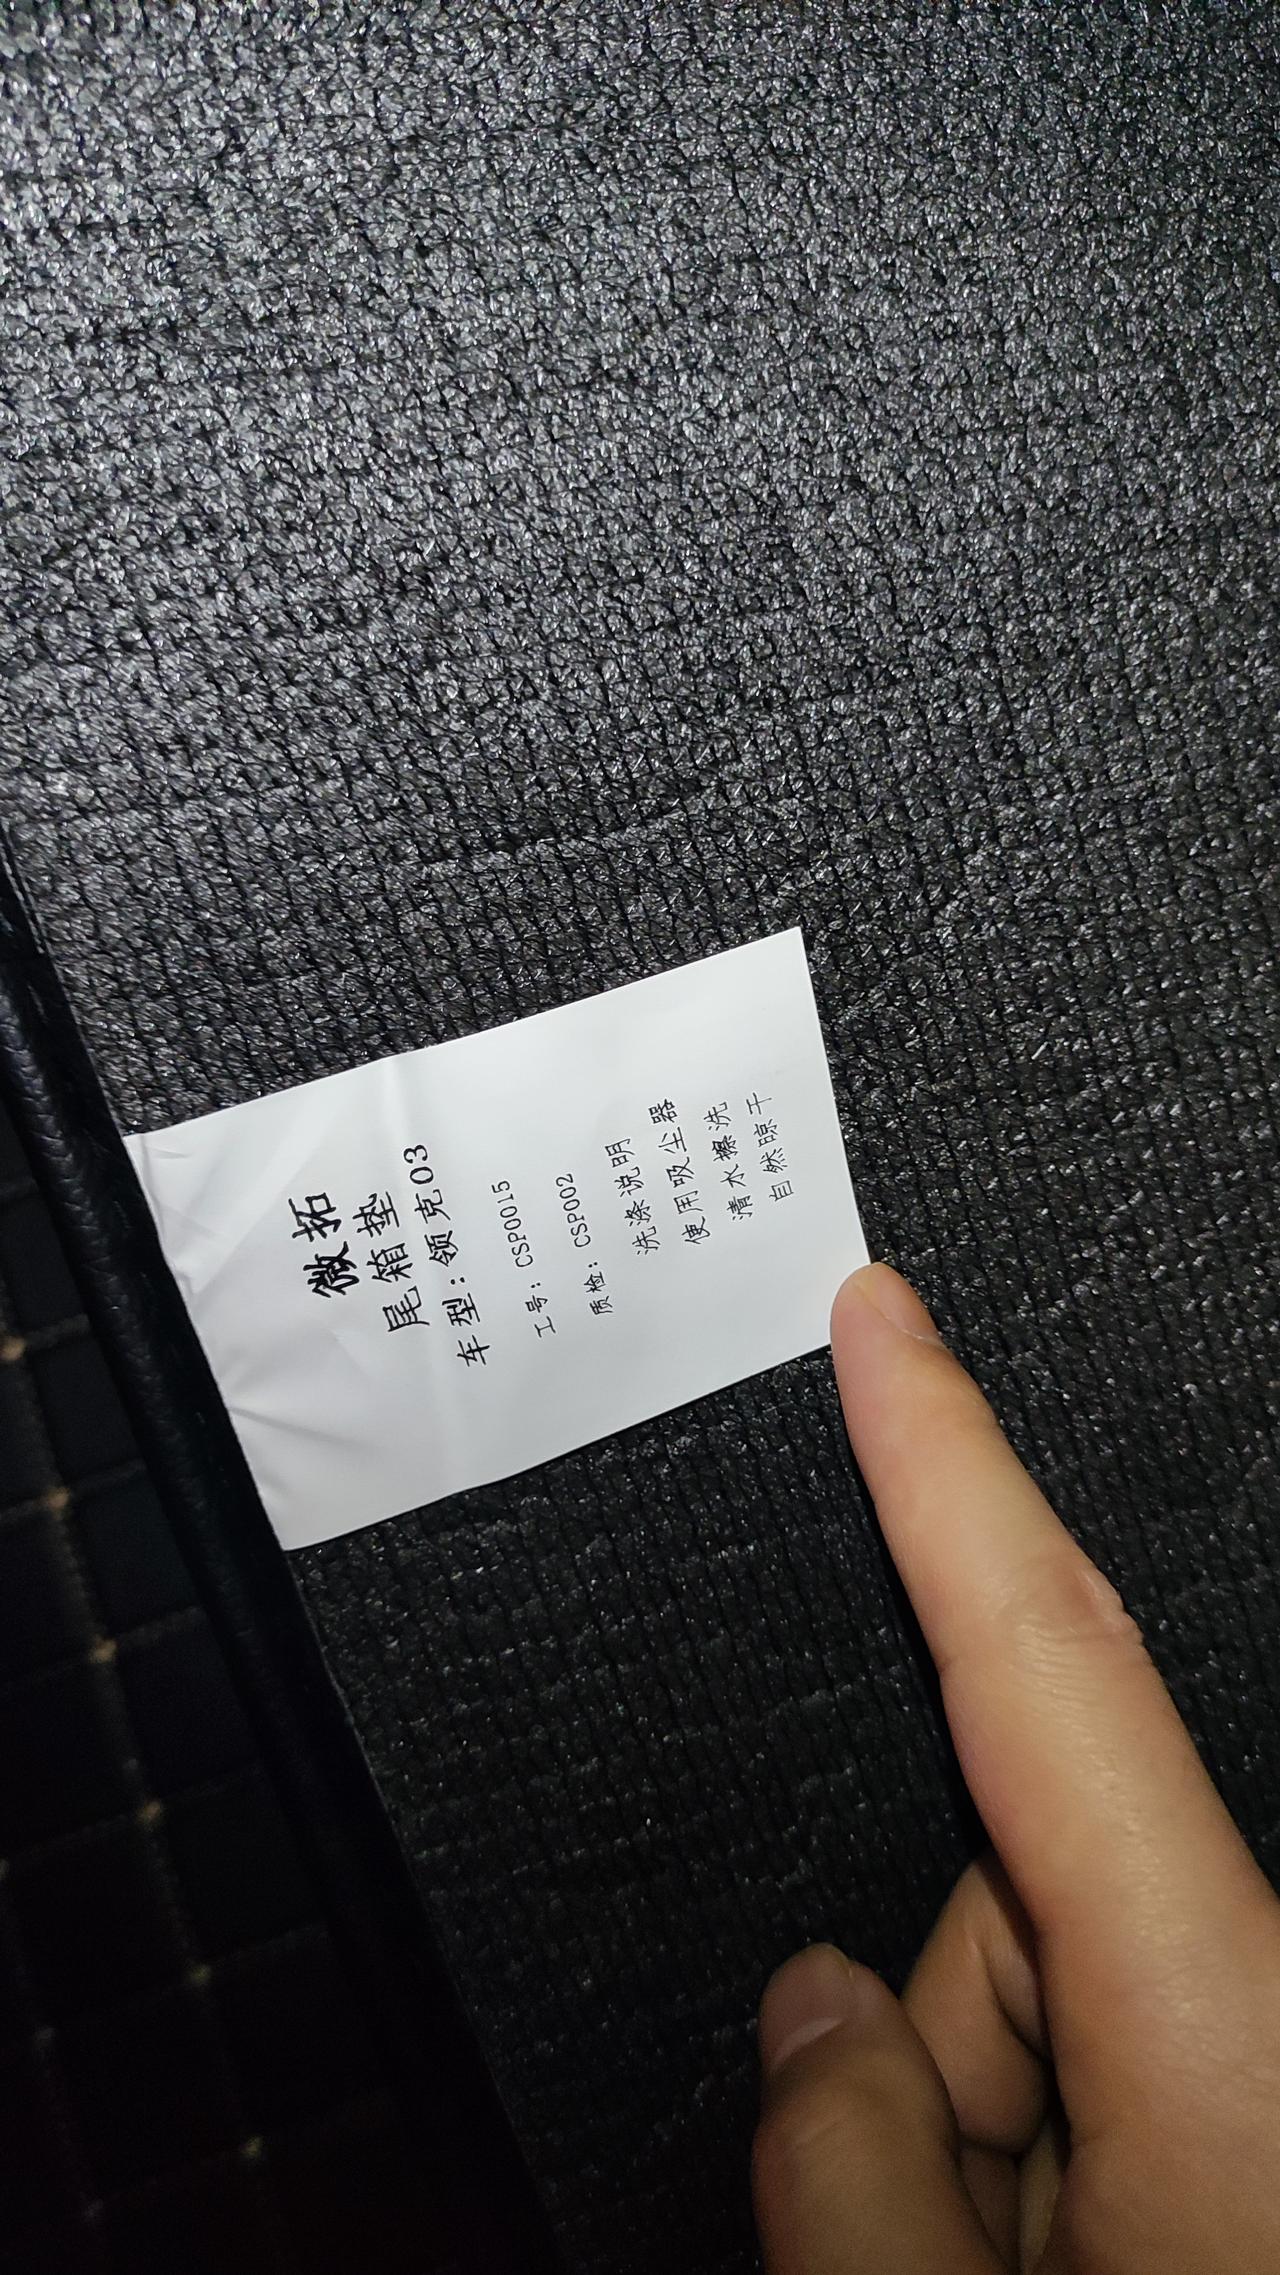 微拓
尾箱垫
车型:领克03
工号:CSP0015
质检:CSP002
洗涤说明
使用吸尘器
清水擦洗
自然晾干